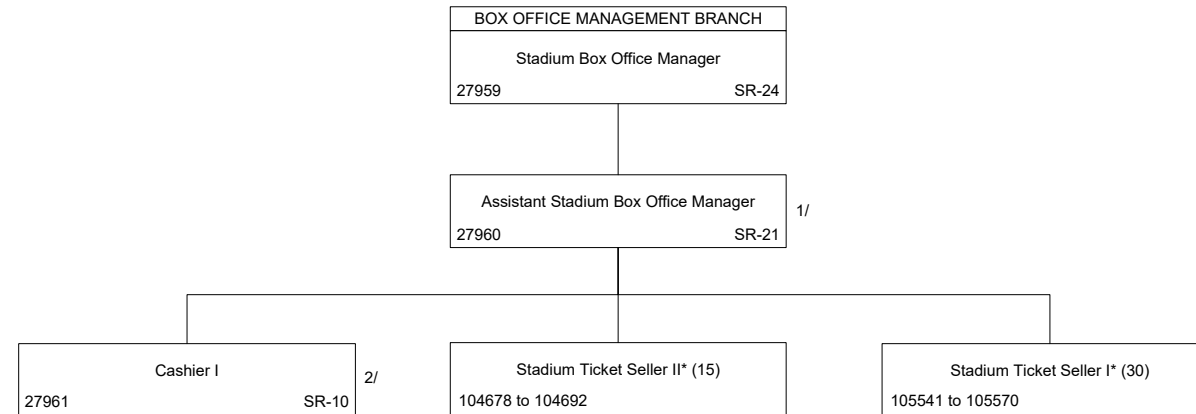 BOX OFFICE MANAGEMENT BRANCH
Stadium Box Office Manager
27959 SR-24
Assistant Stadium Box Office Manager
1/
27960 SR-21
Cashier I
2/
27961 SR-10
Stadium Ticket Seller II* (15)
104678 to 104692
Stadium Ticket Seller I* (30)
105541 to 105570